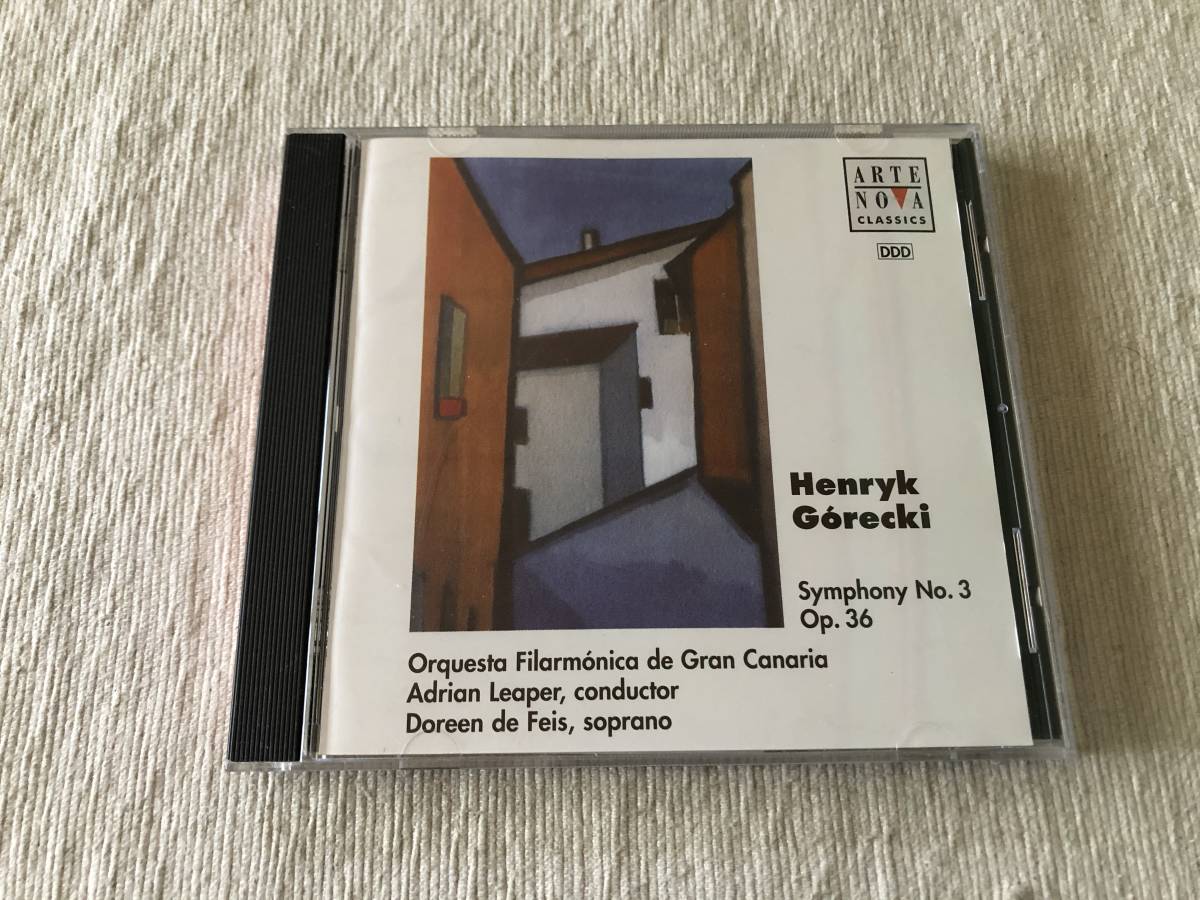 ARTE
NOVA
CLASSICS
DDD
Henryk
Górecki
Symphony No. 3
Op. 36
Orquesta Filarmónica de Gran Canaria
Adrian Leaper, conductor
Doreen de Feis, soprano